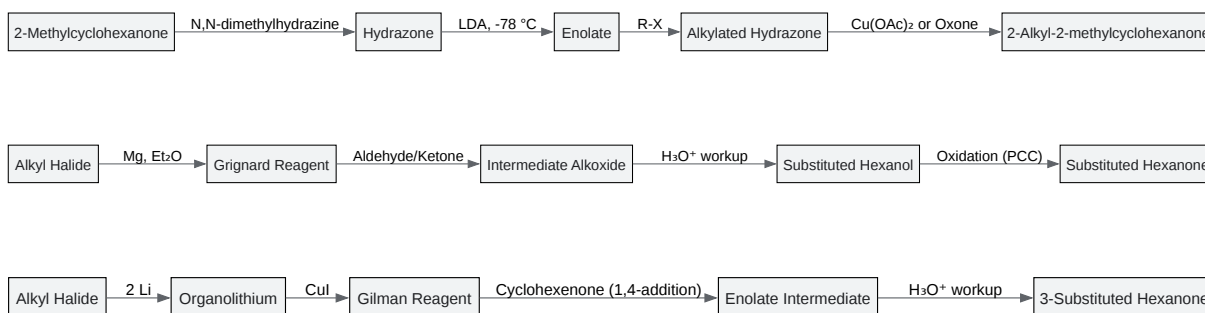 2-Methylcyclohexanone N,N-dimethylhydrazine Hydrazone LDA, -78 °C Enolate R-X Alkylated Hydrazone Cu(OAc)₂ or Oxone 2-Alkyl-2-methylcyclohexanone
Alkyl Halide Mg, Et₂O Grignard Reagent Aldehyde/Ketone Intermediate Alkoxide H₃O⁺ workup Substituted Hexanol Oxidation (PCC) Substituted Hexanone
Alkyl Halide 2 Li Organolithium CuI Gilman Reagent Cyclohexenone (1,4-addition) Enolate Intermediate H₃O⁺ workup 3-Substituted Hexanone